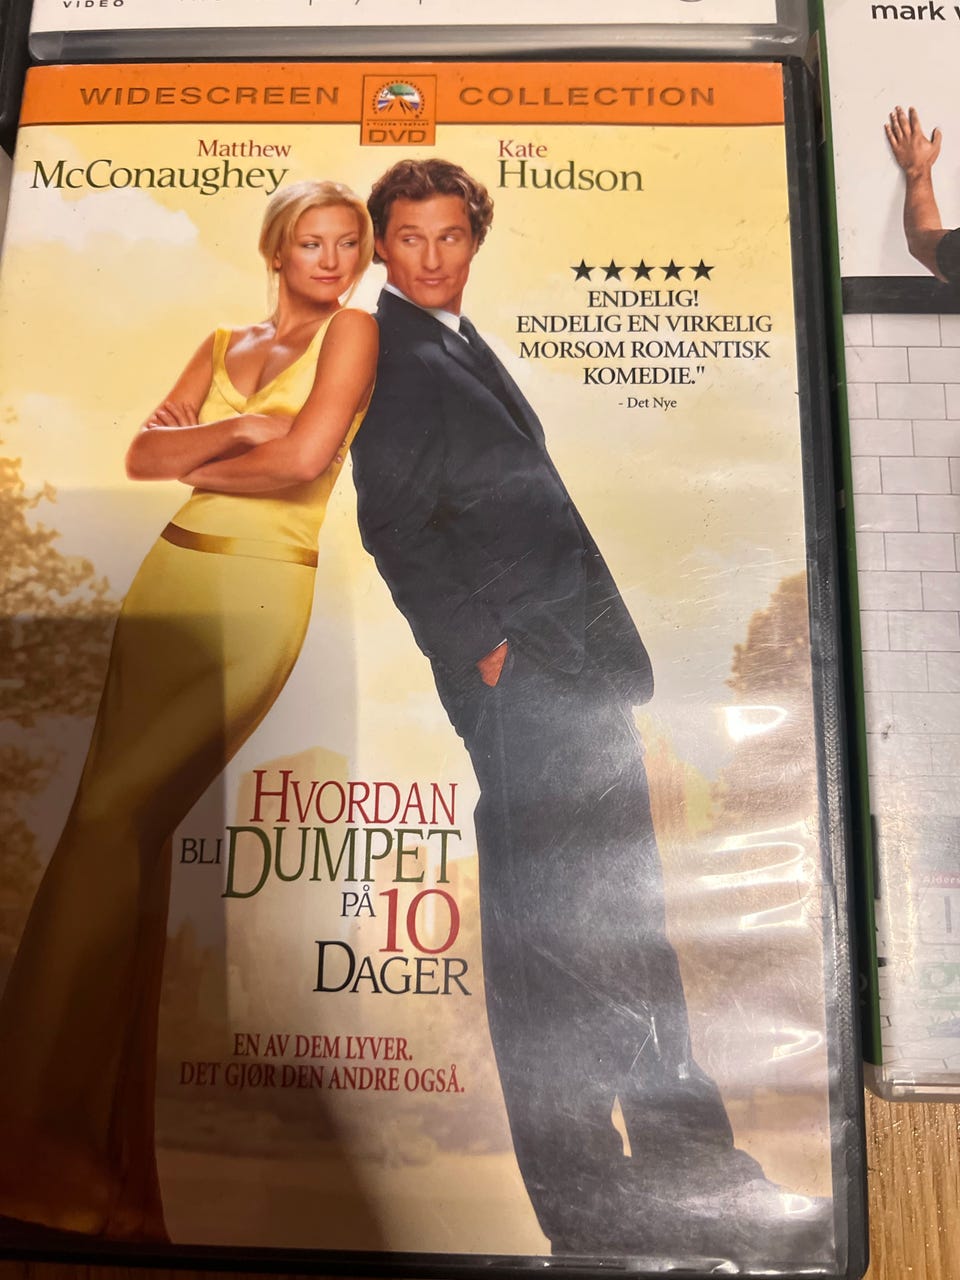 VIDEO
mark
WIDESCREEN COLLECTION
DVD
Matthew
McConaughey
Kate
Hudson
★★★★★
ENDELIG!
ENDELIG EN VIRKELIG
MORSOM ROMANTISK
KOMEDIE."
- Det Nye
HVORDAN
BLI DUMPET
PÅ 10
DAGER
EN AV DEM LYVER.
DET GJØR DEN ANDRE OGSÅ.